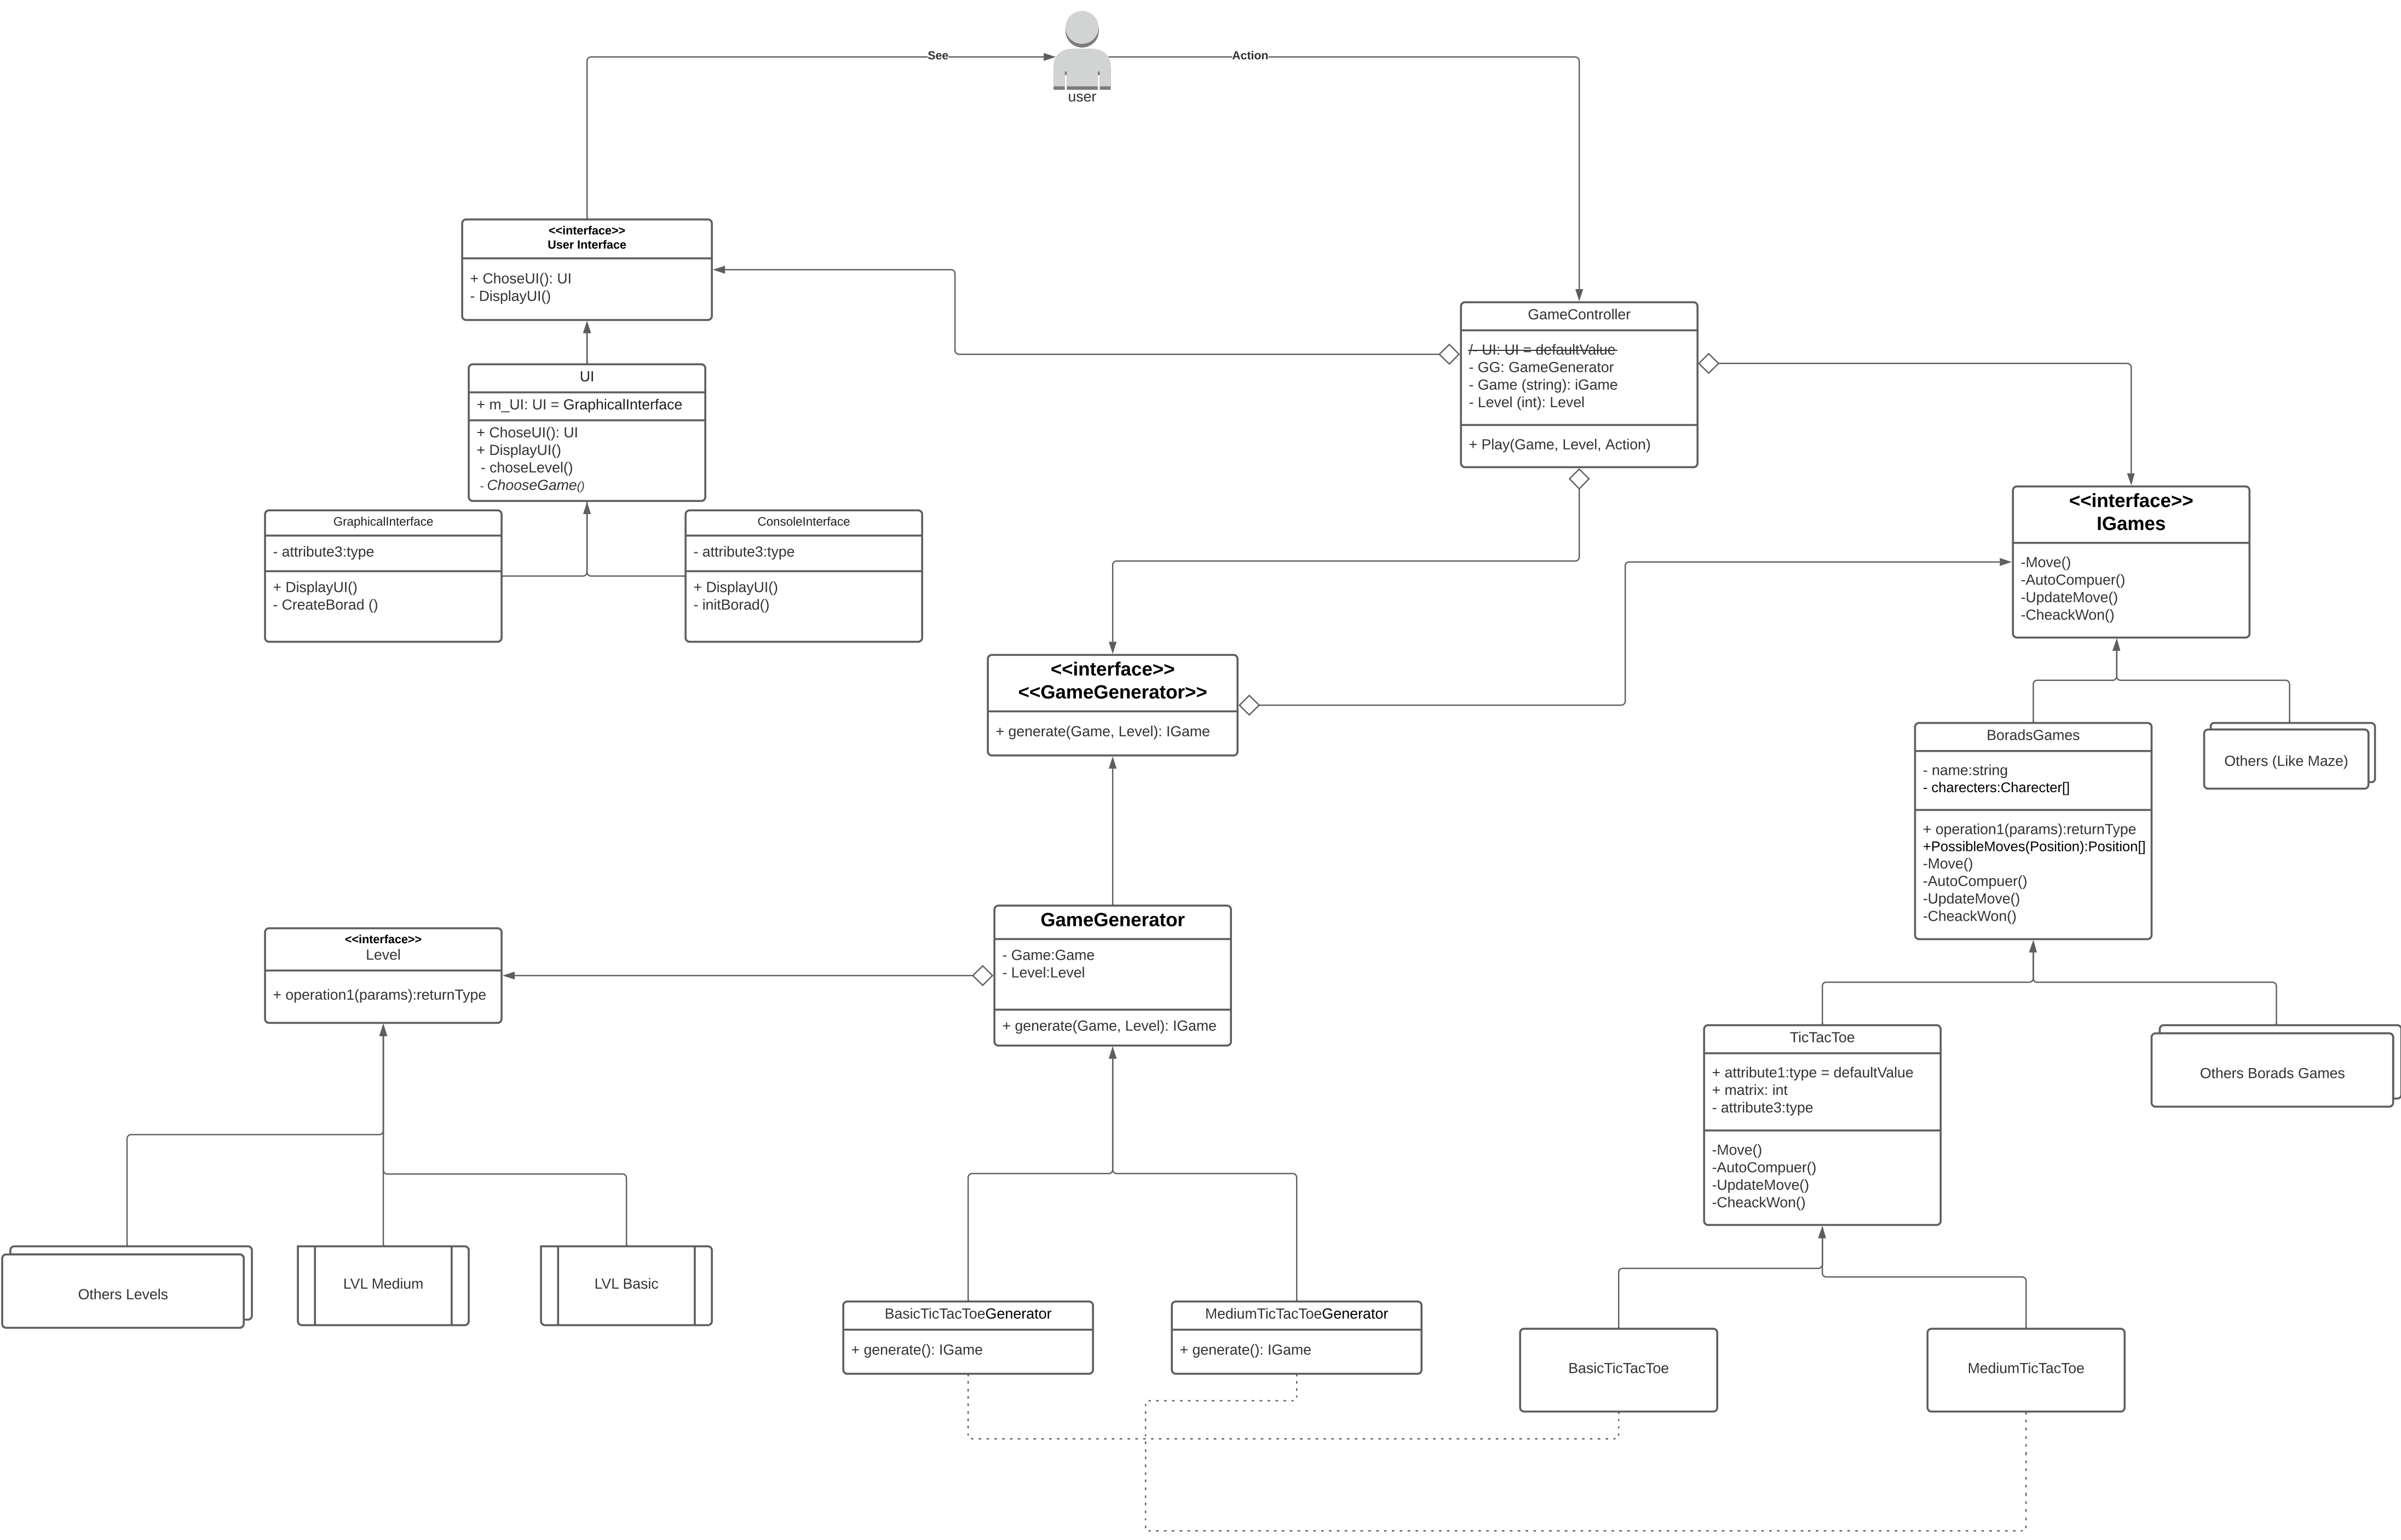 See
Action
user
<<interface>>
User Interface
+ ChoseUI(): UI
- DisplayUI()
UI
+ m_UI: UI = GraphicalInterface
+ ChoseUI(): UI
+ DisplayUI()
- choseLevel()
- ChooseGame()
GraphicalInterface
- attribute3:type
+ DisplayUI()
- CreateBorad ()
ConsoleInterface
- attribute3:type
+ DisplayUI()
- initBorad()
GameController
/- UI: UI = defaultValue
- GG: GameGenerator
- Game (string): iGame
- Level (int): Level
+ Play(Game, Level, Action)
<<interface>>
IGames
-Move()
-AutoCompuer()
-UpdateMove()
-CheackWon()
<<interface>>
<<GameGenerator>>
+ generate(Game, Level): IGame
BoradsGames
- name:string
- charecters:Charecter[]
+ operation1(params):returnType
+PossibleMoves(Position):Position[]
-Move()
-AutoCompuer()
-UpdateMove()
-CheackWon()
Others (Like Maze)
GameGenerator
- Game:Game
- Level:Level
+ generate(Game, Level): IGame
<<interface>>
Level
+ operation1(params):returnType
TicTacToe
+ attribute1:type = defaultValue
+ matrix: int
- attribute3:type
-Move()
-AutoCompuer()
-UpdateMove()
-CheackWon()
Others Borads Games
Others Levels
LVL Medium
LVL Basic
BasicTicTacToeGenerator
+ generate(): IGame
MediumTicTacToeGenerator
+ generate(): IGame
BasicTicTacToe
MediumTicTacToe